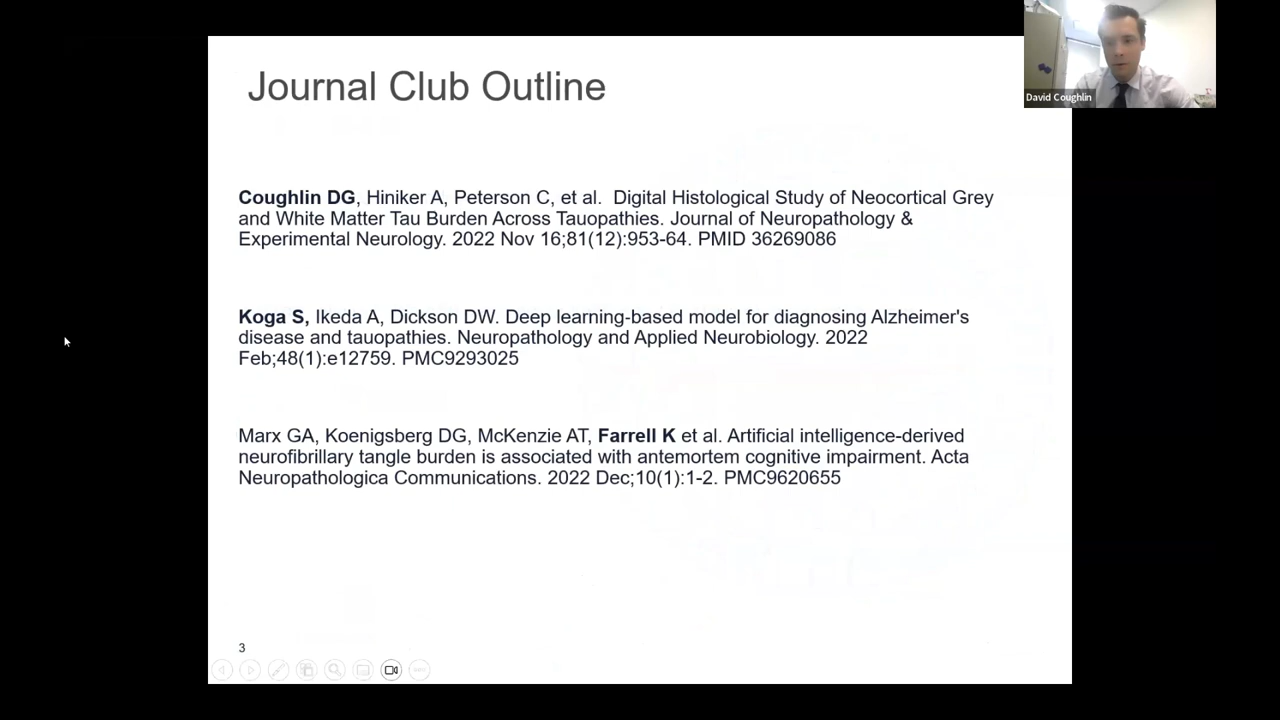 Journal Club Outline
David Coughlin
Coughlin DG, Hiniker A, Peterson C, et al.  Digital Histological Study of Neocortical Grey
and White Matter Tau Burden Across Tauopathies. Journal of Neuropathology &
Experimental Neurology. 2022 Nov 16;81(12):953-64. PMID 36269086
Koga S, Ikeda A, Dickson DW. Deep learning-based model for diagnosing Alzheimer's
disease and tauopathies. Neuropathology and Applied Neurobiology. 2022
Feb;48(1):e12759. PMC9293025
Marx GA, Koenigsberg DG, McKenzie AT, Farrell K et al. Artificial intelligence-derived
neurofibrillary tangle burden is associated with antemortem cognitive impairment. Acta
Neuropathologica Communications. 2022 Dec;10(1):1-2. PMC9620655
3